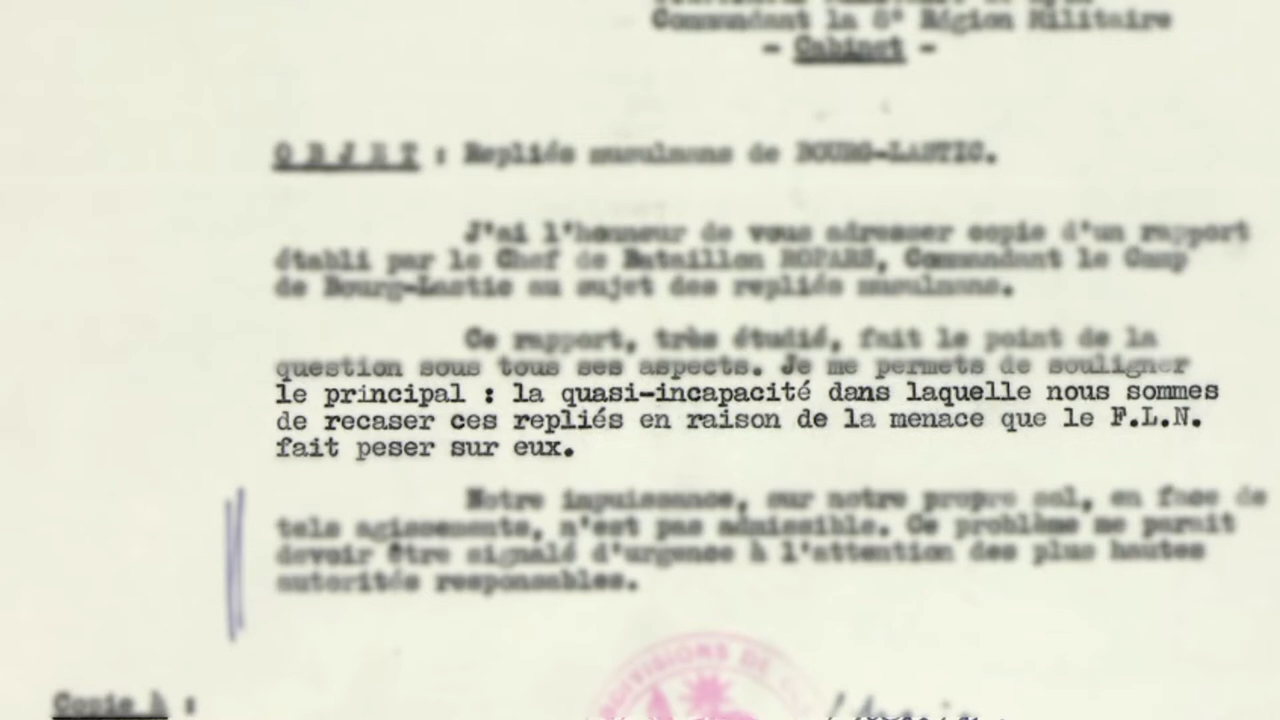 Commandant la 8° Région Militaire
- Cabinet -
O B J E T : Repliés musulmans de BOURG-LASTIC.
J'ai l'honneur de vous adresser copie d'un rapport
établi par le Chef de Bataillon ROPARS, Commandant le Camp
de Bourg-Lastic au sujet des repliés musulmans.
Ce rapport, très étudié, fait le point de la
question sous tous ses aspects. Je me permets de souligner
le principal : la quasi-incapacité dans laquelle nous sommes
de recaser ces repliés en raison de la menace que le F.L.N.
fait peser sur eux.
Notre impuissance, sur notre propre sol, en face de
tels agissements, n'est pas admissible. Ce problème me paraît
devoir être signalé d'urgence à l'attention des plus hautes
autorités responsables.
DIVISIONS DE
Copie à :